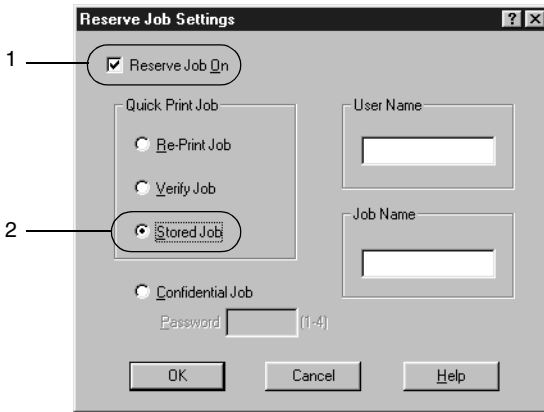 Reserve Job Settings
1
Reserve Job On
Quick Print Job
Re-Print Job
Verify Job
2
Stored Job
Confidential Job
Password (1-4)
User Name
Job Name
OK Cancel Help